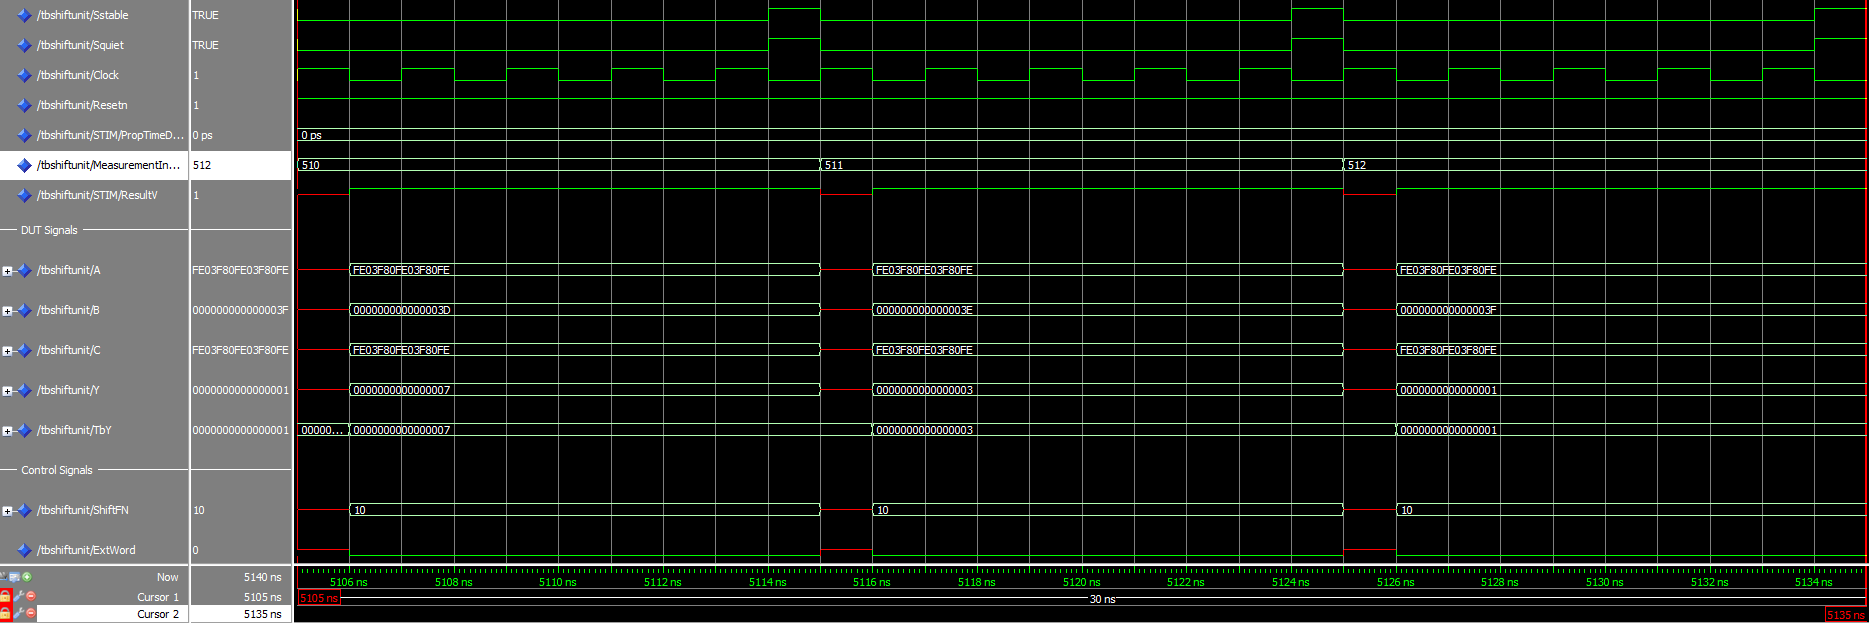 /tbshiftunit/Sstable TRUE
/tbshiftunit/Squiet TRUE
/tbshiftunit/Clock 1
/tbshiftunit/Resetn 1
/tbshiftunit/STIM/PropTimeD... 0 ps 0 ps
/tbshiftunit/MeasurementIn... 512 510 511 512
/tbshiftunit/STIM/ResultV 1
DUT Signals
/tbshiftunit/A FE03F80FE03F80FE FE03F80FE03F80FE FE03F80FE03F80FE FE03F80FE03F80FE
/tbshiftunit/B 000000000000003F 000000000000003D 000000000000003E 000000000000003F
/tbshiftunit/C FE03F80FE03F80FE FE03F80FE03F80FE FE03F80FE03F80FE FE03F80FE03F80FE
/tbshiftunit/Y 0000000000000001 0000000000000007 0000000000000003 0000000000000001
/tbshiftunit/TbY 0000000000000001 00000... 0000000000000007 0000000000000003 0000000000000001
Control Signals
/tbshiftunit/ShiftFN 10 10 10 10
/tbshiftunit/ExtWord 0
Now 5140 ns 5106 ns 5108 ns 5110 ns 5112 ns 5114 ns 5116 ns 5118 ns 5120 ns 5122 ns 5124 ns 5126 ns 5128 ns 5130 ns 5132 ns 5134 ns
Cursor 1 5105 ns 5105 ns 30 ns
Cursor 2 5135 ns 5135 ns